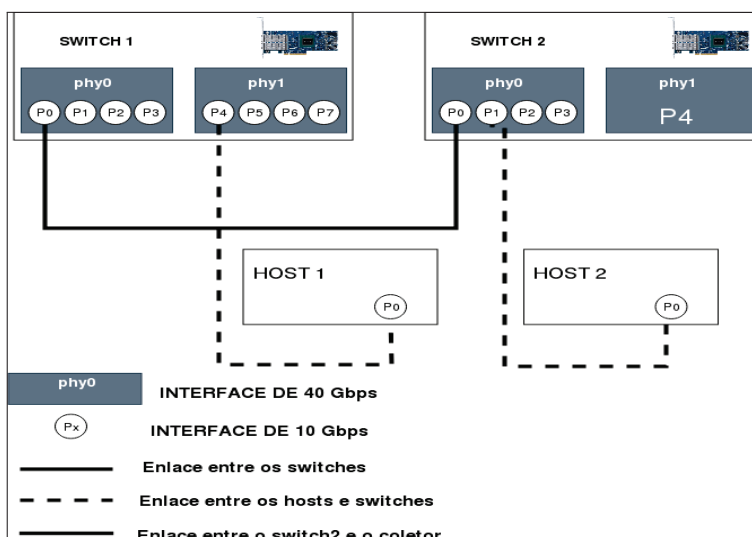 SWITCH 1
SWITCH 2
phy0
phy1
phy0
phy1
P0 P1 P2 P3
P4 P5 P6 P7
P0 P1 P2 P3
P4
HOST 1
P0
HOST 2
P0
phy0
INTERFACE DE 40 Gbps
Px
INTERFACE DE 10 Gbps
Enlace entre os switches
Enlace entre os hosts e switches
Enlace entre o switch2 e o coletor